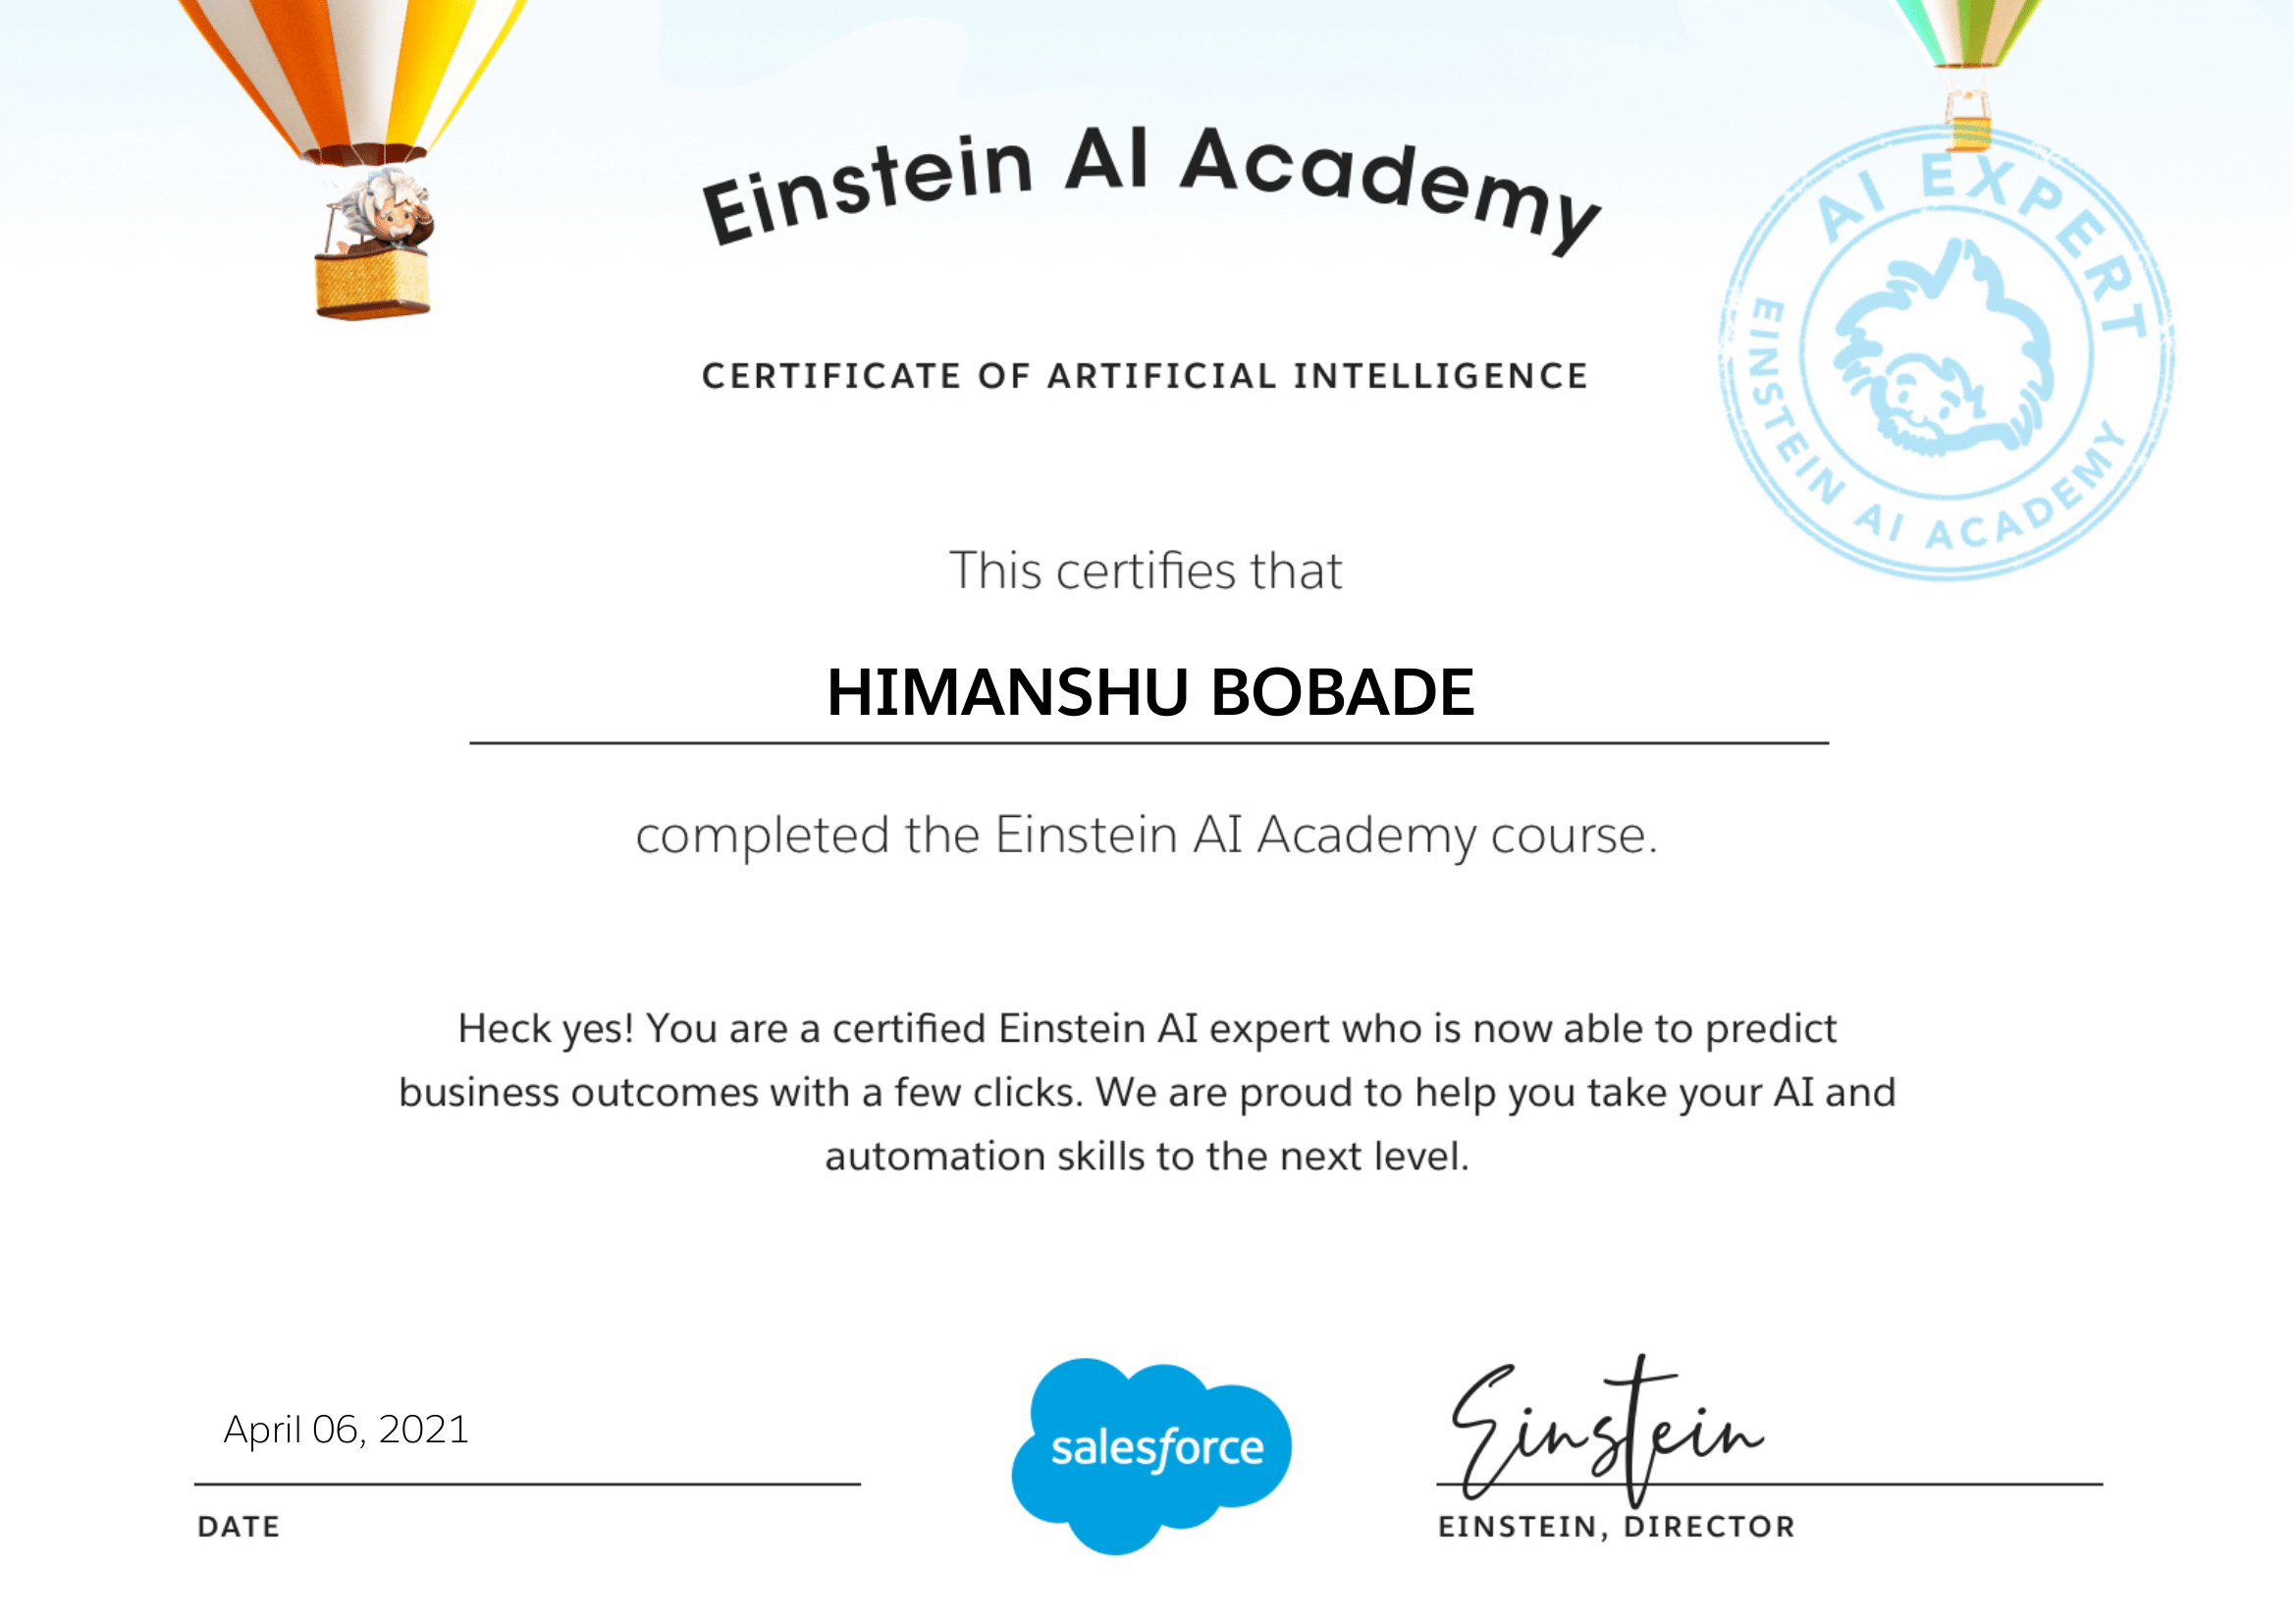 Einstein AI Academy
AI EXPERT
EINSTEIN AI ACADEMY
CERTIFICATE OF ARTIFICIAL INTELLIGENCE
This certifies that
HIMANSHU BOBADE
completed the Einstein AI Academy course.
Heck yes! You are a certified Einstein AI expert who is now able to predict
business outcomes with a few clicks. We are proud to help you take your AI and
automation skills to the next level.
April 06, 2021
DATE
salesforce
Einstein
EINSTEIN, DIRECTOR